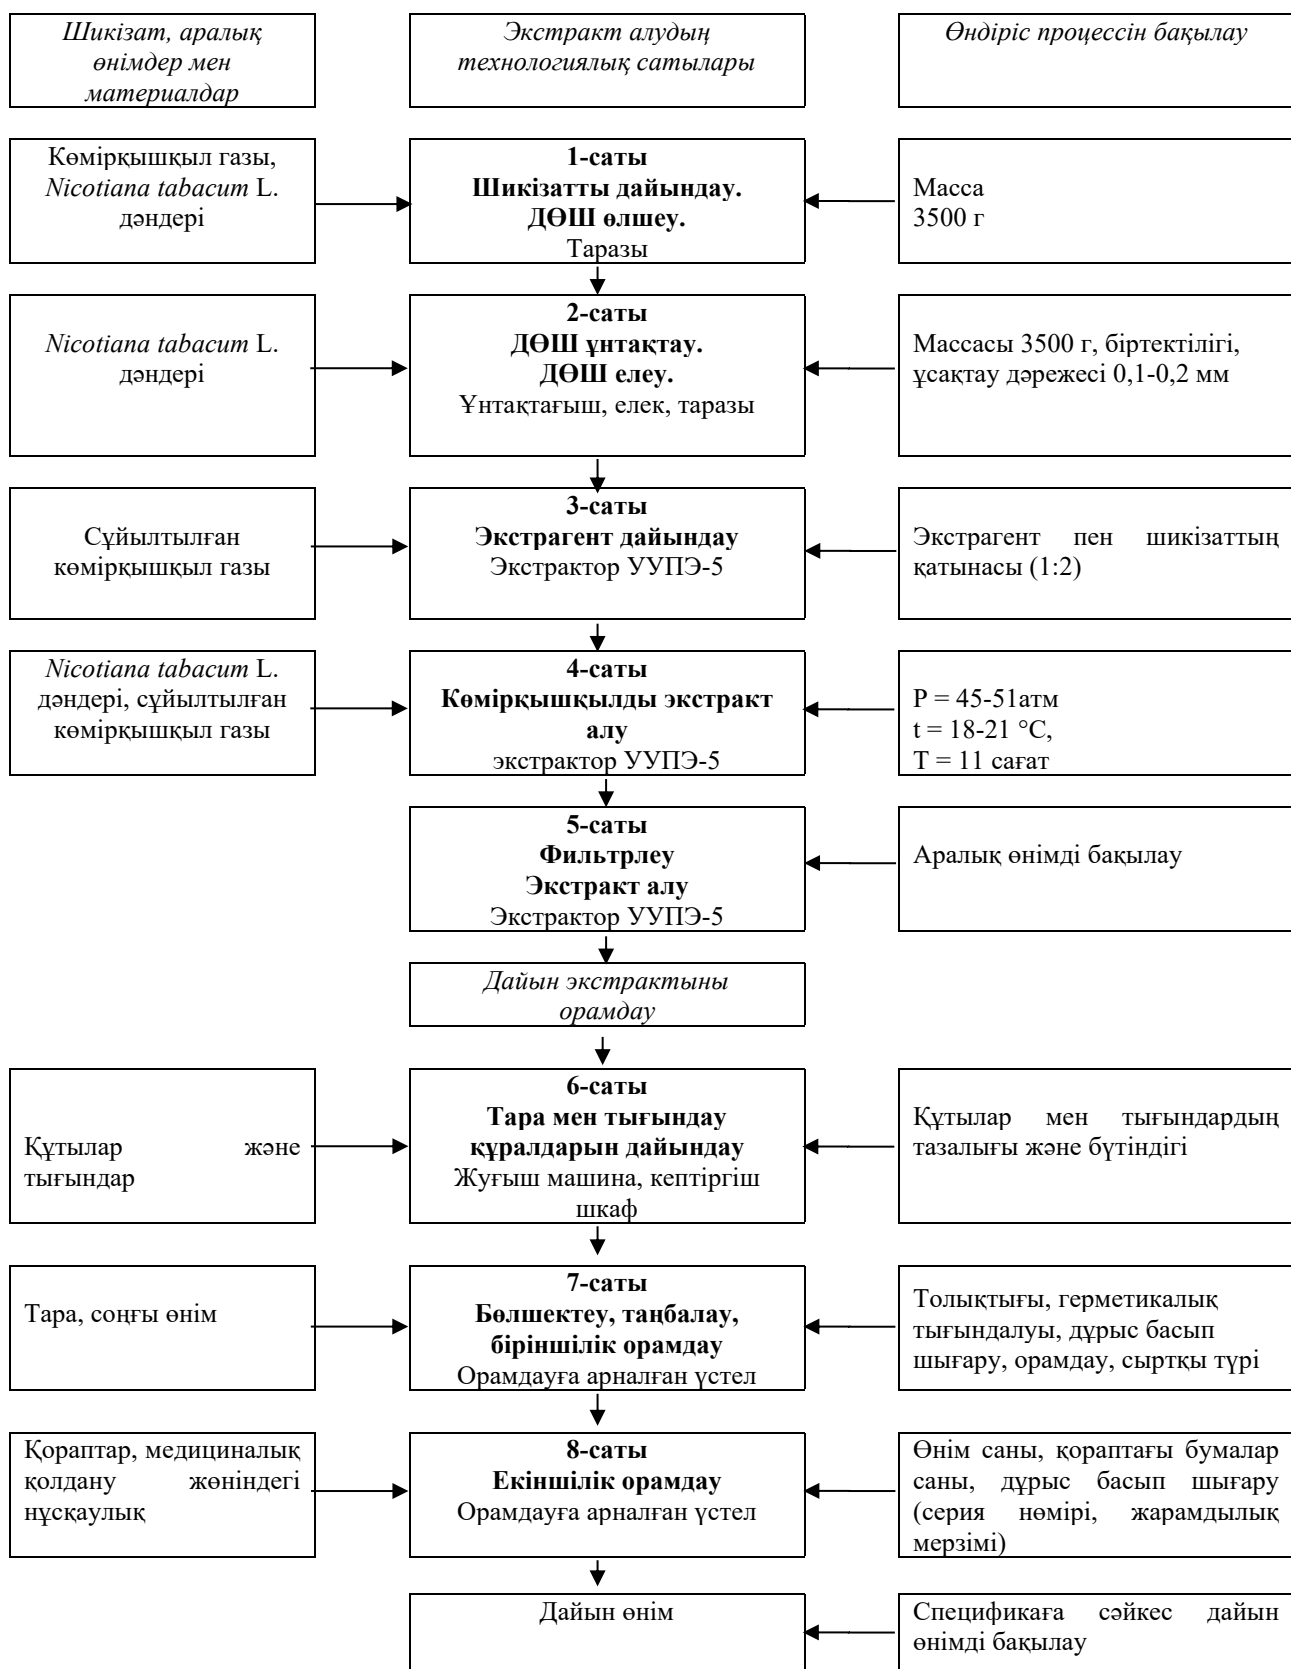 Шикізат, аралық
өнімдер мен
материалдар
Экстракт алудың
технологиялық сатылары
Өндіріс процессін бақылау
Көмірқышқыл газы,
Nicotiana tabacum L.
дәндері
1-саты
Шикізатты дайындау.
ДӨШ өлшеу.
Таразы
Масса
3500 г
Nicotiana tabacum L.
дәндері
2-саты
ДӨШ ұнтақтау.
ДӨШ елеу.
Ұнтақтағыш, елек, таразы
Массасы 3500 г, біртектілігі,
ұсақтау дәрежесі 0,1-0,2 мм
Сұйылтылған
көмірқышқыл газы
3-саты
Экстрагент дайындау
Экстрактор УУПЭ-5
Экстрагент пен шикізаттың
қатынасы (1:2)
Nicotiana tabacum L.
дәндері, сұйылтылған
көмірқышқыл газы
4-саты
Көмірқышқылды экстракт
алу
экстрактор УУПЭ-5
P = 45-51атм
t = 18-21 °C,
T = 11 сағат
5-саты
Фильтрлеу
Экстракт алу
Экстрактор УУПЭ-5
Аралық өнімді бақылау
Дайын экстрактыны
орамдау
Құтылар және
тығындар
6-саты
Тара мен тығындау
құралдарын дайындау
Жуғыш машина, кептіргіш
шкаф
Құтылар мен тығындардың
тазалығы және бүтіндігі
Тара, соңғы өнім
7-саты
Бөлшектеу, таңбалау,
біріншілік орамдау
Орамдауға арналған үстел
Толықтығы, герметикалық
тығындалуы, дұрыс басып
шығару, орамдау, сыртқы түрі
Қораптар, медициналық
қолдану жөніндегі
нұсқаулық
8-саты
Екіншілік орамдау
Орамдауға арналған үстел
Өнім саны, қораптағы бумалар
саны, дұрыс басып шығару
(серия нөмірі, жарамдылық
мерзімі)
Дайын өнім
Спецификаға сәйкес дайын
өнімді бақылау